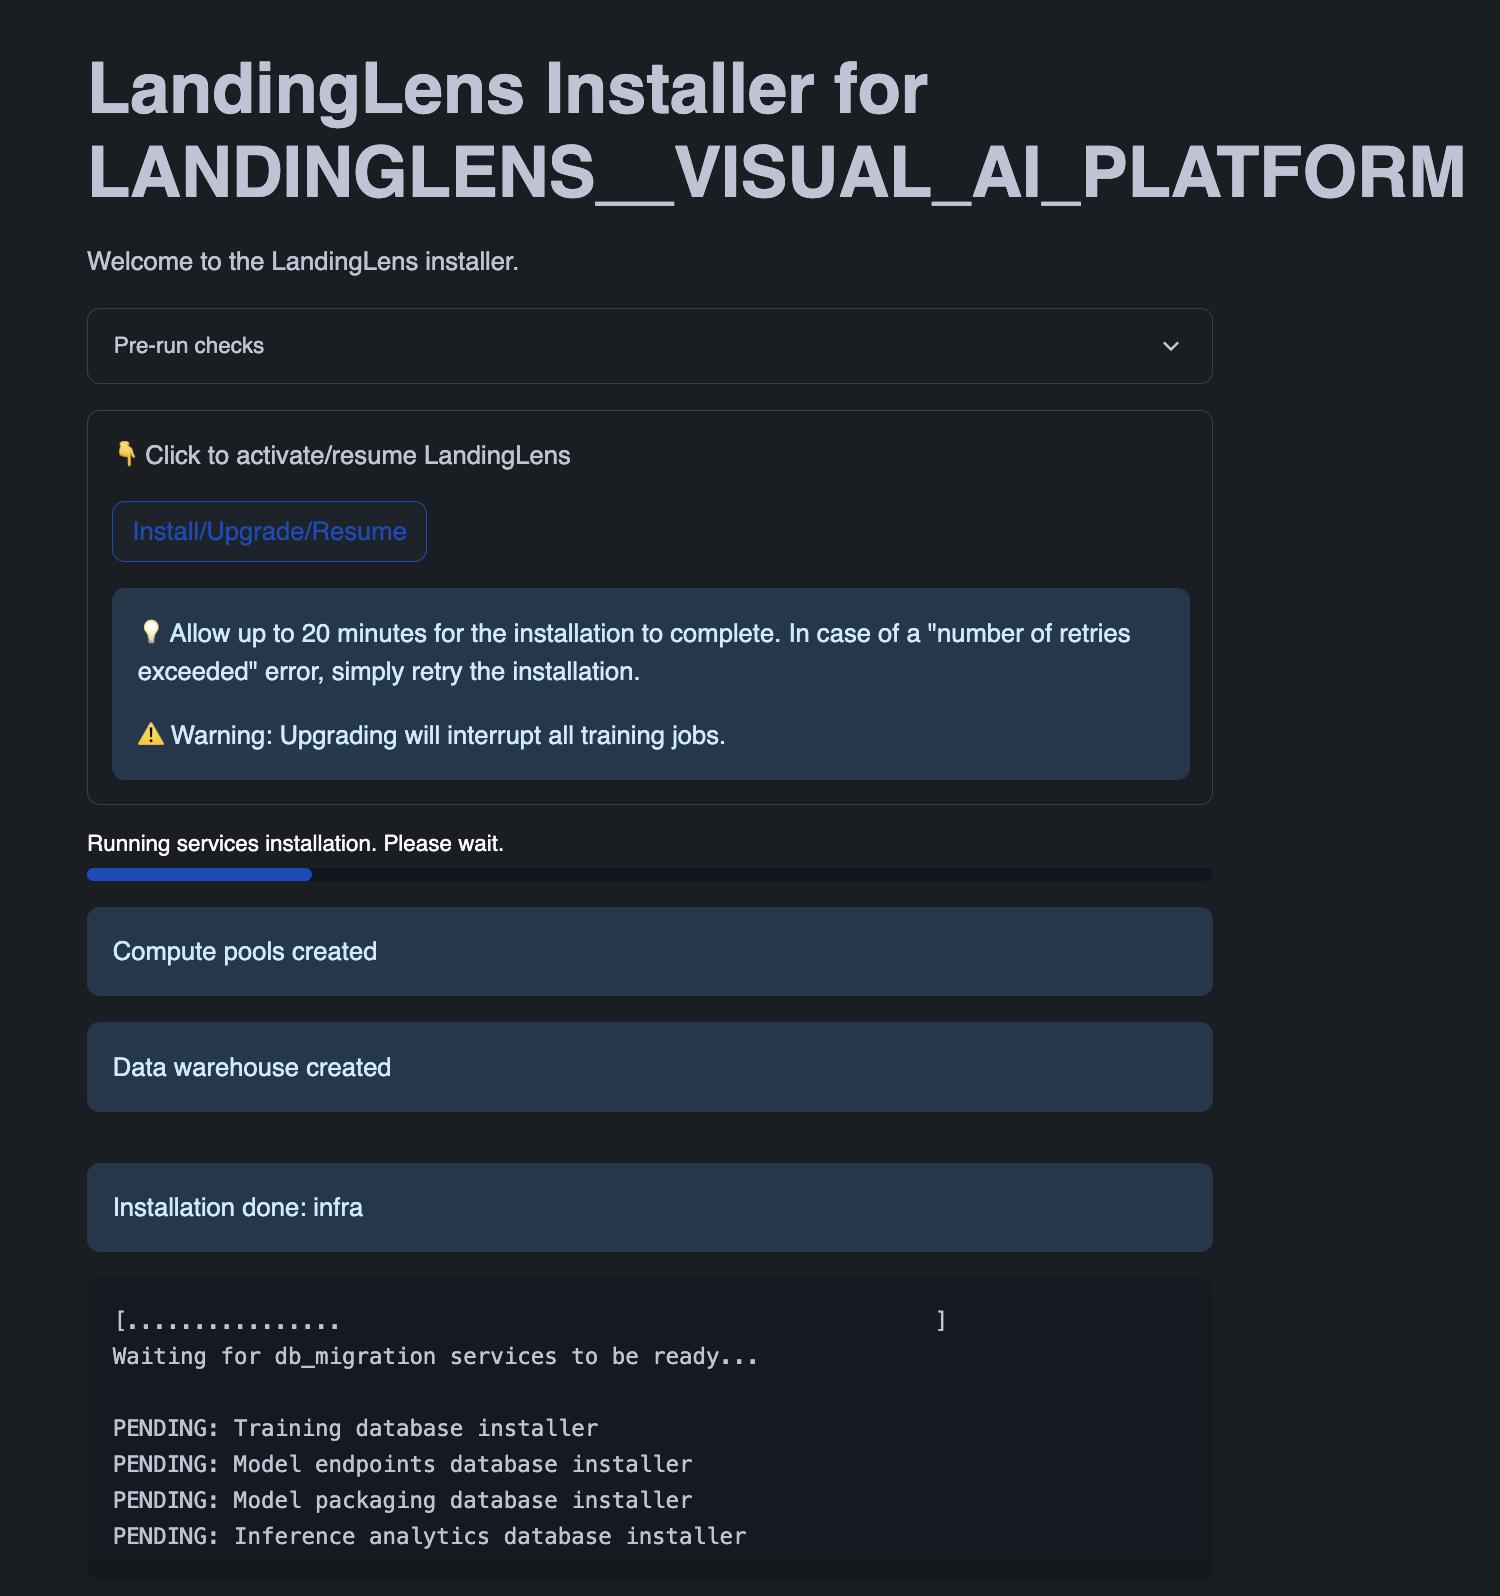 LandingLens Installer for
LANDINGLENS__VISUAL_AI_PLATFORM
Welcome to the LandingLens installer.
Pre-run checks
👇 Click to activate/resume LandingLens
Install/Upgrade/Resume
💡 Allow up to 20 minutes for the installation to complete. In case of a "number of retries
exceeded" error, simply retry the installation.
⚠️ Warning: Upgrading will interrupt all training jobs.
Running services installation. Please wait.
Compute pools created
Data warehouse created
Installation done: infra
[................                                            ]
Waiting for db_migration services to be ready...
PENDING: Training database installer
PENDING: Model endpoints database installer
PENDING: Model packaging database installer
PENDING: Inference analytics database installer